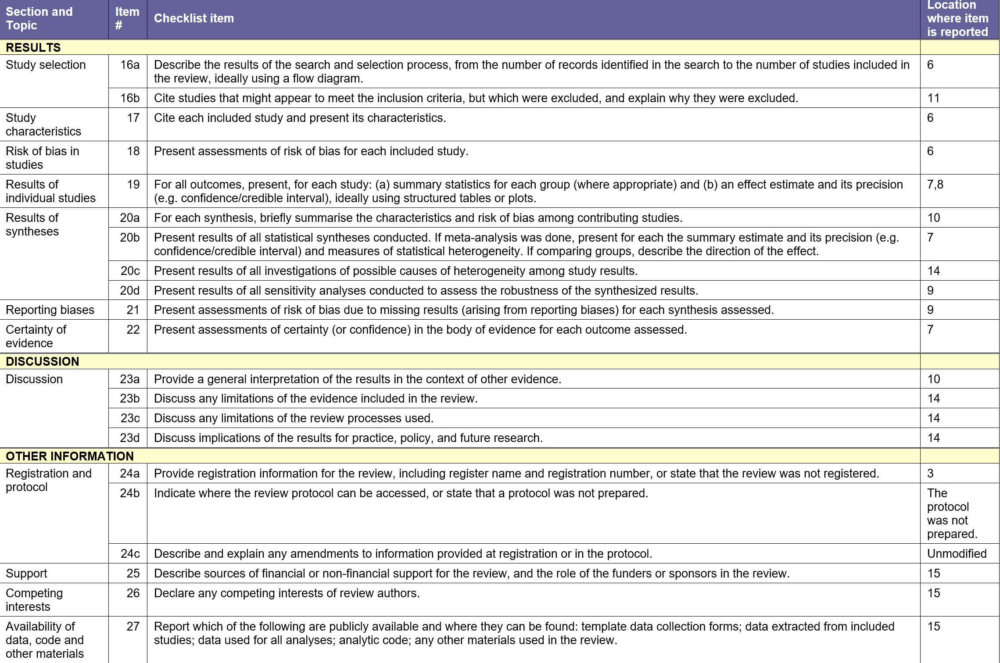 Section and Topic
Item #
Checklist item
Location where item is reported
RESULTS
Study selection
16a
Describe the results of the search and selection process, from the number of records identified in the search to the number of studies included in
the review, ideally using a flow diagram.
6
16b
Cite studies that might appear to meet the inclusion criteria, but which were excluded, and explain why they were excluded.
11
Study
characteristics
17
Cite each included study and present its characteristics.
6
Risk of bias in
studies
18
Present assessments of risk of bias for each included study.
6
Results of
individual studies
19
For all outcomes, present, for each study: (a) summary statistics for each group (where appropriate) and (b) an effect estimate and its precision
(e.g. confidence/credible interval), ideally using structured tables or plots.
7,8
Results of
syntheses
20a
For each synthesis, briefly summarise the characteristics and risk of bias among contributing studies.
10
20b
Present results of all statistical syntheses conducted. If meta-analysis was done, present for each the summary estimate and its precision (e.g.
confidence/credible interval) and measures of statistical heterogeneity. If comparing groups, describe the direction of the effect.
7
20c
Present results of all investigations of possible causes of heterogeneity among study results.
14
20d
Present results of all sensitivity analyses conducted to assess the robustness of the synthesized results.
9
Reporting biases
21
Present assessments of risk of bias due to missing results (arising from reporting biases) for each synthesis assessed.
9
Certainty of
evidence
22
Present assessments of certainty (or confidence) in the body of evidence for each outcome assessed.
7
DISCUSSION
Discussion
23a
Provide a general interpretation of the results in the context of other evidence.
10
23b
Discuss any limitations of the evidence included in the review.
14
23c
Discuss any limitations of the review processes used.
14
23d
Discuss implications of the results for practice, policy, and future research.
14
OTHER INFORMATION
Registration and
protocol
24a
Provide registration information for the review, including register name and registration number, or state that the review was not registered.
3
24b
Indicate where the review protocol can be accessed, or state that a protocol was not prepared.
The
protocol
was not
prepared.
24c
Describe and explain any amendments to information provided at registration or in the protocol.
Unmodified
Support
25
Describe sources of financial or non-financial support for the review, and the role of the funders or sponsors in the review.
15
Competing
interests
26
Declare any competing interests of review authors.
15
Availability of
data, code and
other materials
27
Report which of the following are publicly available and where they can be found: template data collection forms; data extracted from included
studies; data used for all analyses; analytic code; any other materials used in the review.
15